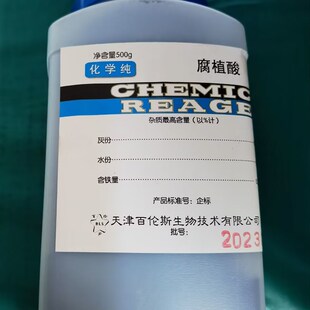 净含量500g
化学纯
腐植酸
CHEMIC
REAGE
杂质最高含量(以%计)
灰份
水份
含铁量
产品标准号:企标
天津百伦斯生物技术有限公司
批号:
2023